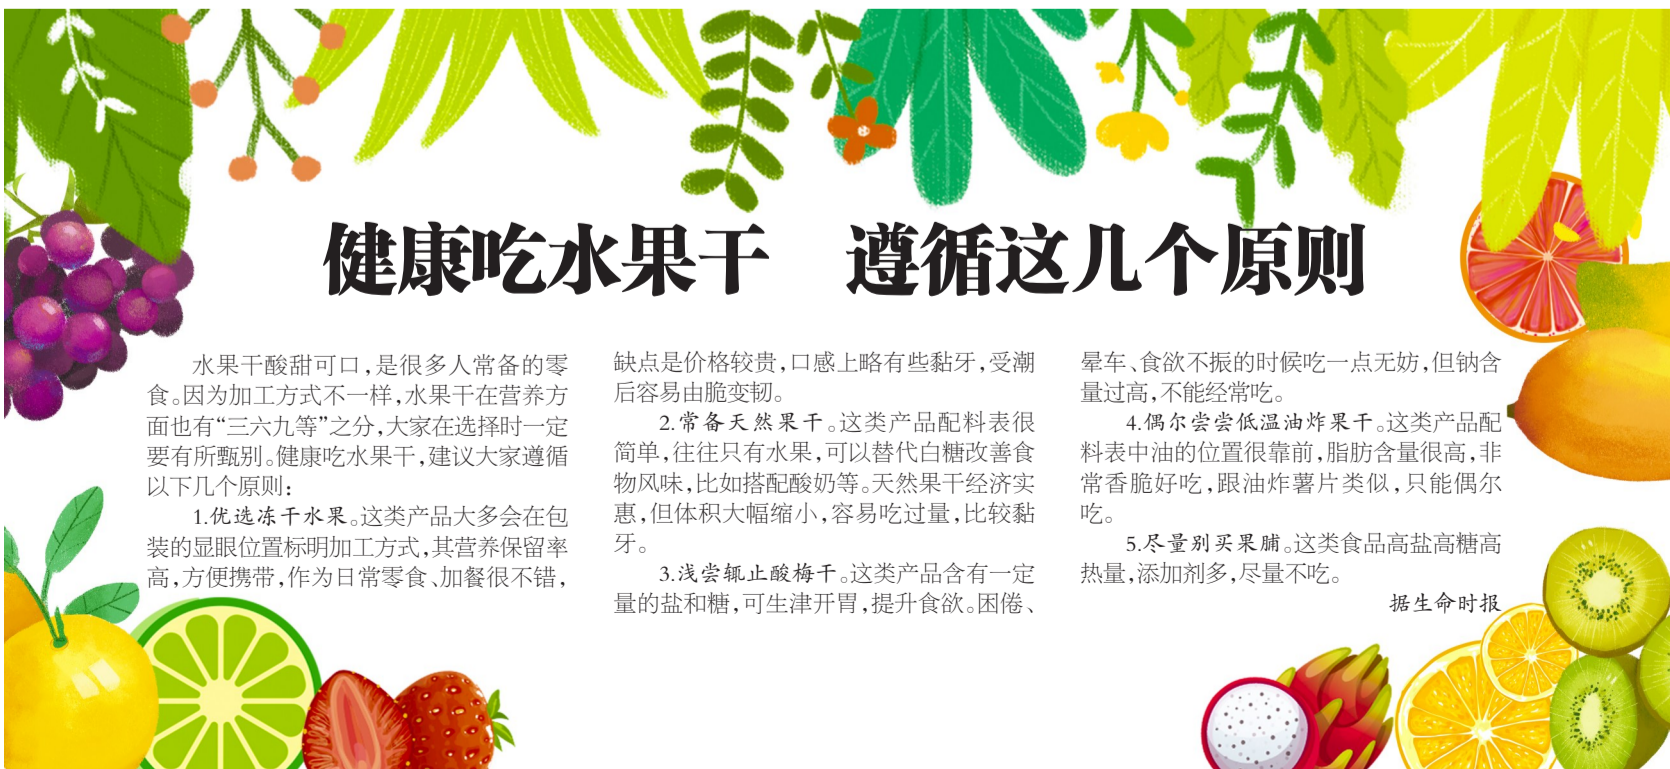 健康吃水果干 遵循这几个原则
水果干酸甜可口，是很多人常备的零
食。因为加工方式不一样，水果干在营养方
面也有“三六九等”之分，大家在选择时一定
要有所甄别。健康吃水果干，建议大家遵循
以下几个原则：
1.优选冻干水果。这类产品大多会在包
装的显眼位置标明加工方式，其营养保留率
高，方便携带，作为日常零食、加餐很不错，
缺点是价格较贵，口感上略有些黏牙，受潮
后容易由脆变韧。
2.常备天然果干。这类产品配料表很
简单，往往只有水果，可以替代白糖改善食
物风味，比如搭配酸奶等。天然果干经济实
惠，但体积大幅缩小，容易吃过量，比较黏
牙。
3.浅尝辄止酸梅干。这类产品含有一定
量的盐和糖，可生津开胃，提升食欲。困倦、
晕车、食欲不振的时候吃一点无妨，但钠含
量过高，不能经常吃。
4.偶尔尝尝低温油炸果干。这类产品配
料表中油的位置很靠前，脂肪含量很高，非
常香脆好吃，跟油炸薯片类似，只能偶尔
吃。
5.尽量别买果脯。这类食品高盐高糖高
热量，添加剂多，尽量不吃。
据生命时报